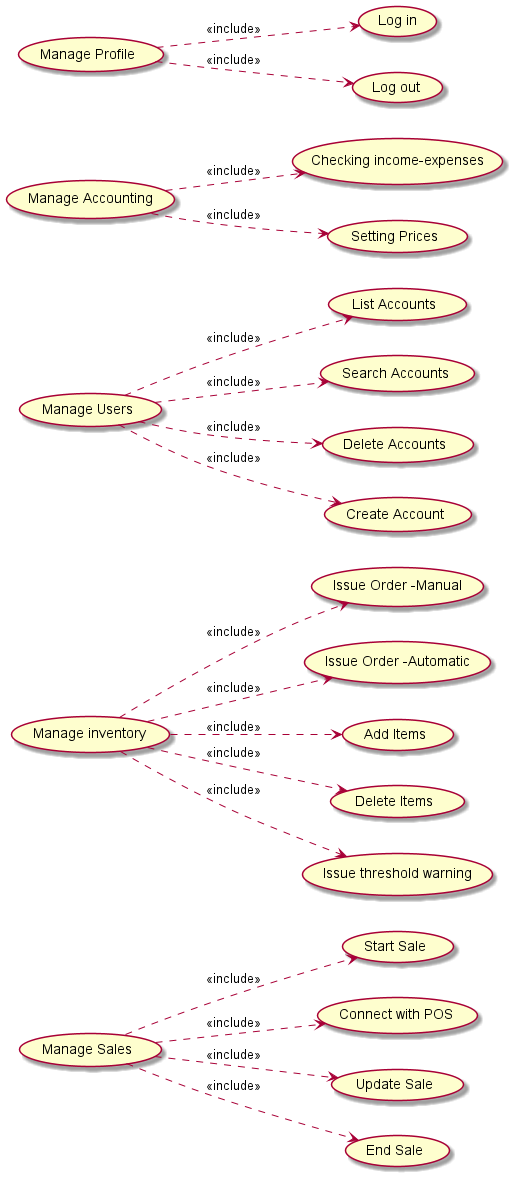 Log in
«include»
Manage Profile
«include»
Log out
Checking income-expenses
«include»
Manage Accounting
«include»
Setting Prices
List Accounts
«include»
Search Accounts
«include»
Manage Users
«include»
Delete Accounts
«include»
Create Account
Issue Order -Manual
«include»
Issue Order -Automatic
«include»
«include»
Manage inventory
Add Items
«include»
«include»
Delete Items
Issue threshold warning
Start Sale
«include»
Connect with POS
«include»
Manage Sales
«include»
Update Sale
«include»
End Sale